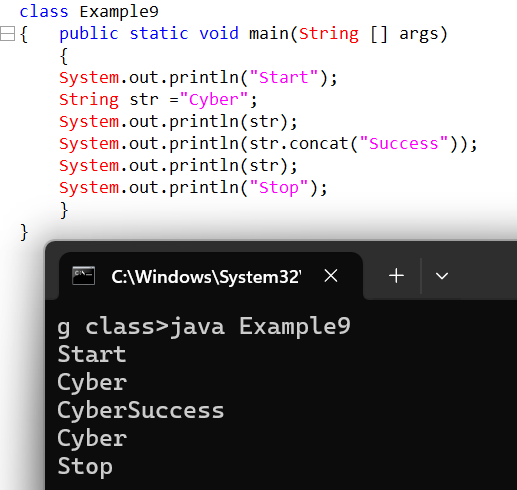 class Example9
{   public static void main(String [] args)
{
System.out.println("Start");
String str ="Cyber";
System.out.println(str);
System.out.println(str.concat("Success"));
System.out.println(str);
System.out.println("Stop");
}
}
C:\Windows\System32\
g class>java Example9
Start
Cyber
CyberSuccess
Cyber
Stop